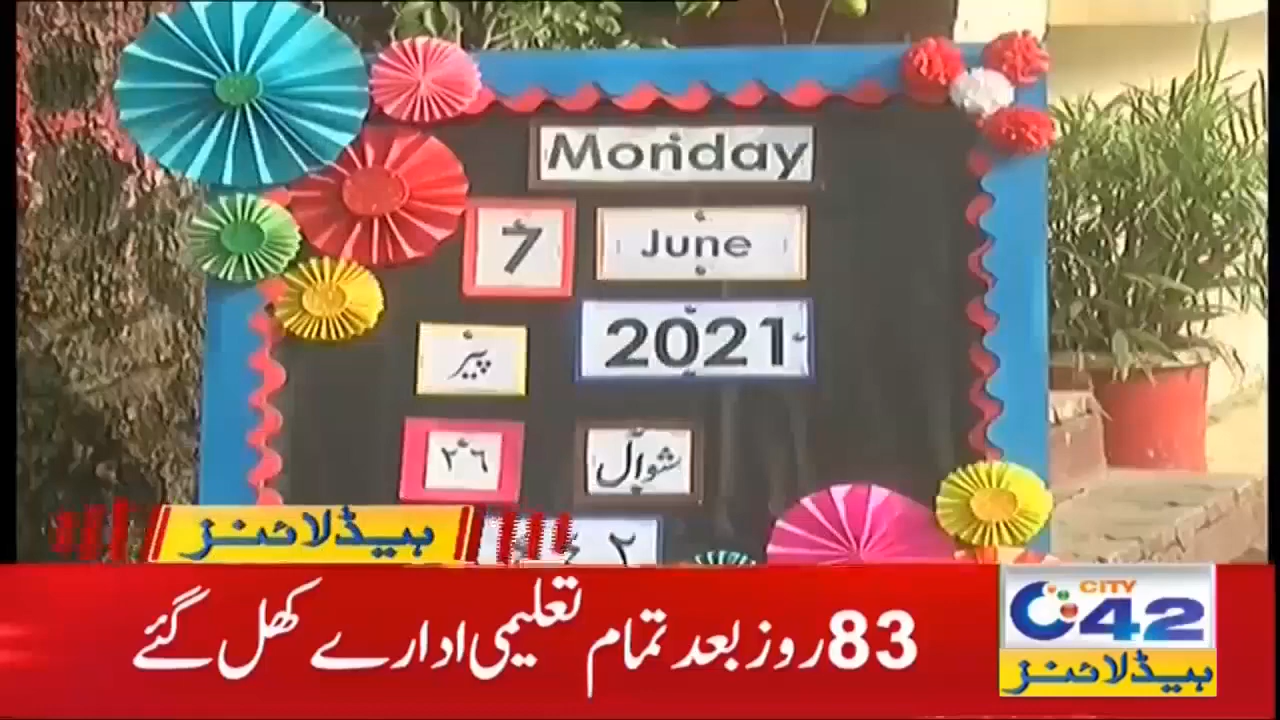 Monday
7 June
2021
پیر
۲۶ شوال
ہیڈلائنز
83 روز بعد تمام تعلیمی ادارے کھل گئے
CITY
42
ہیڈلائنز